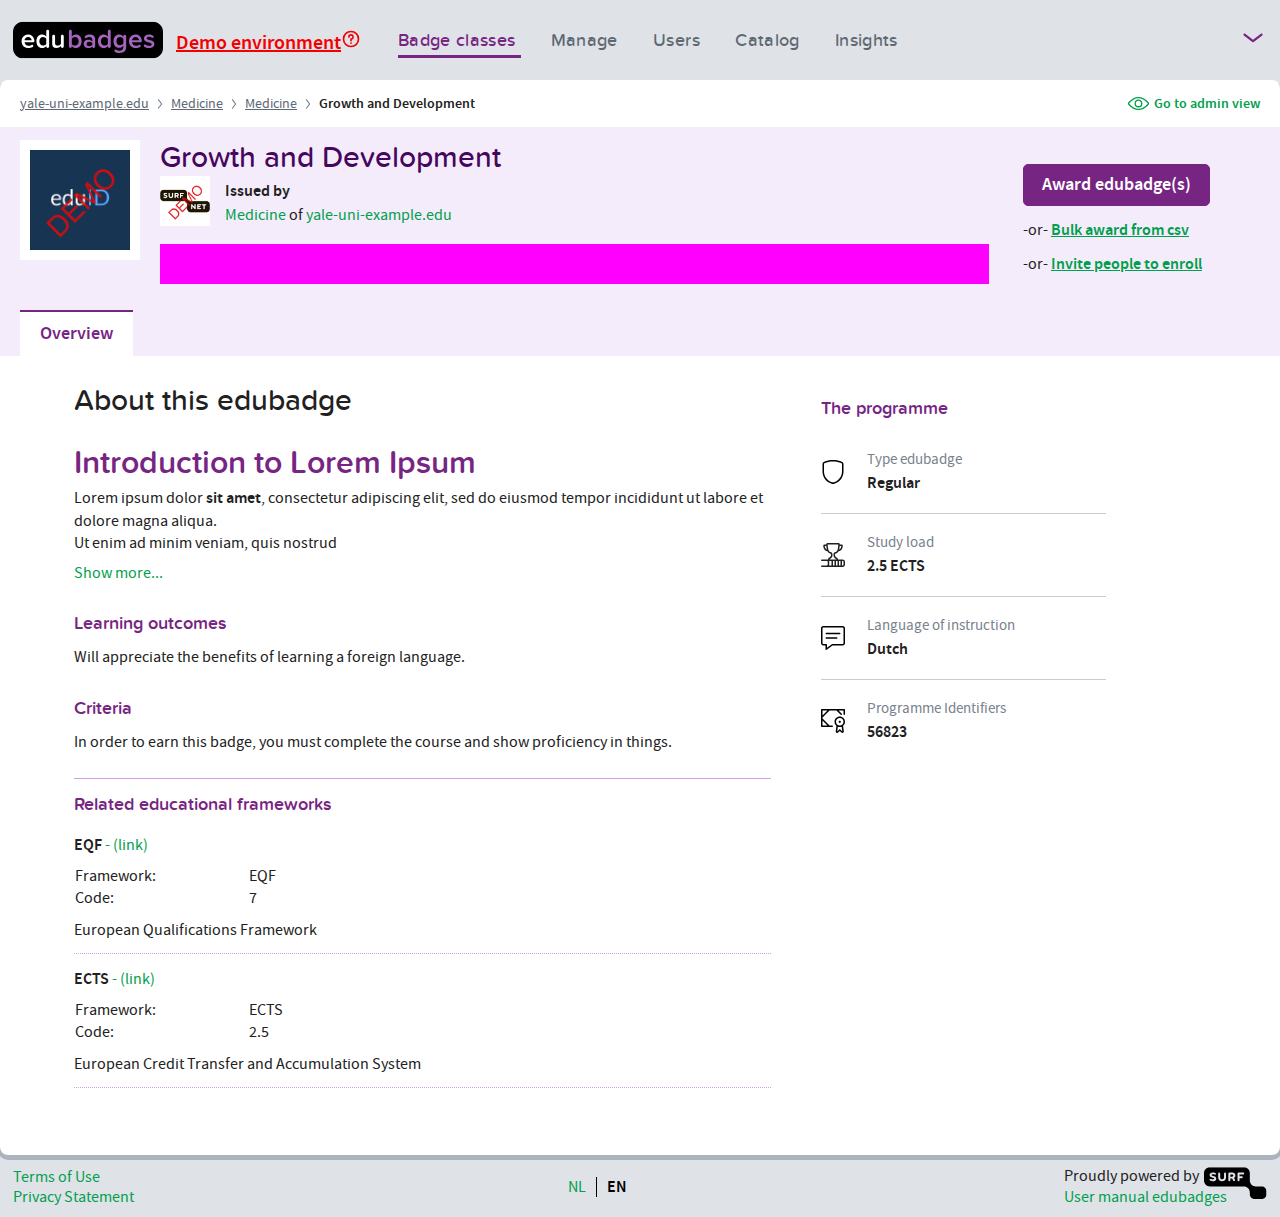 edubadges
Demo environment
Badge classes
Manage
Users
Catalog
Insights
yale-uni-example.edu > Medicine > Medicine > Growth and Development
Go to admin view
eduID
DEMO
Growth and Development
SURF
NET
DEMO
Issued by
Medicine of yale-uni-example.edu
Award edubadge(s)
-or- Bulk award from csv
-or- Invite people to enroll
Overview
About this edubadge
Introduction to Lorem Ipsum
Lorem ipsum dolor sit amet, consectetur adipiscing elit, sed do eiusmod tempor incididunt ut labore et
dolore magna aliqua.
Ut enim ad minim veniam, quis nostrud
Show more...
Learning outcomes
Will appreciate the benefits of learning a foreign language.
Criteria
In order to earn this badge, you must complete the course and show proficiency in things.
Related educational frameworks
EQF - (link)
Framework: EQF
Code: 7
European Qualifications Framework
ECTS - (link)
Framework: ECTS
Code: 2.5
European Credit Transfer and Accumulation System
The programme
Type edubadge
Regular
Study load
2.5 ECTS
Language of instruction
Dutch
Programme Identifiers
56823
Terms of Use
Privacy Statement
NL | EN
Proudly powered by SURF
User manual edubadges